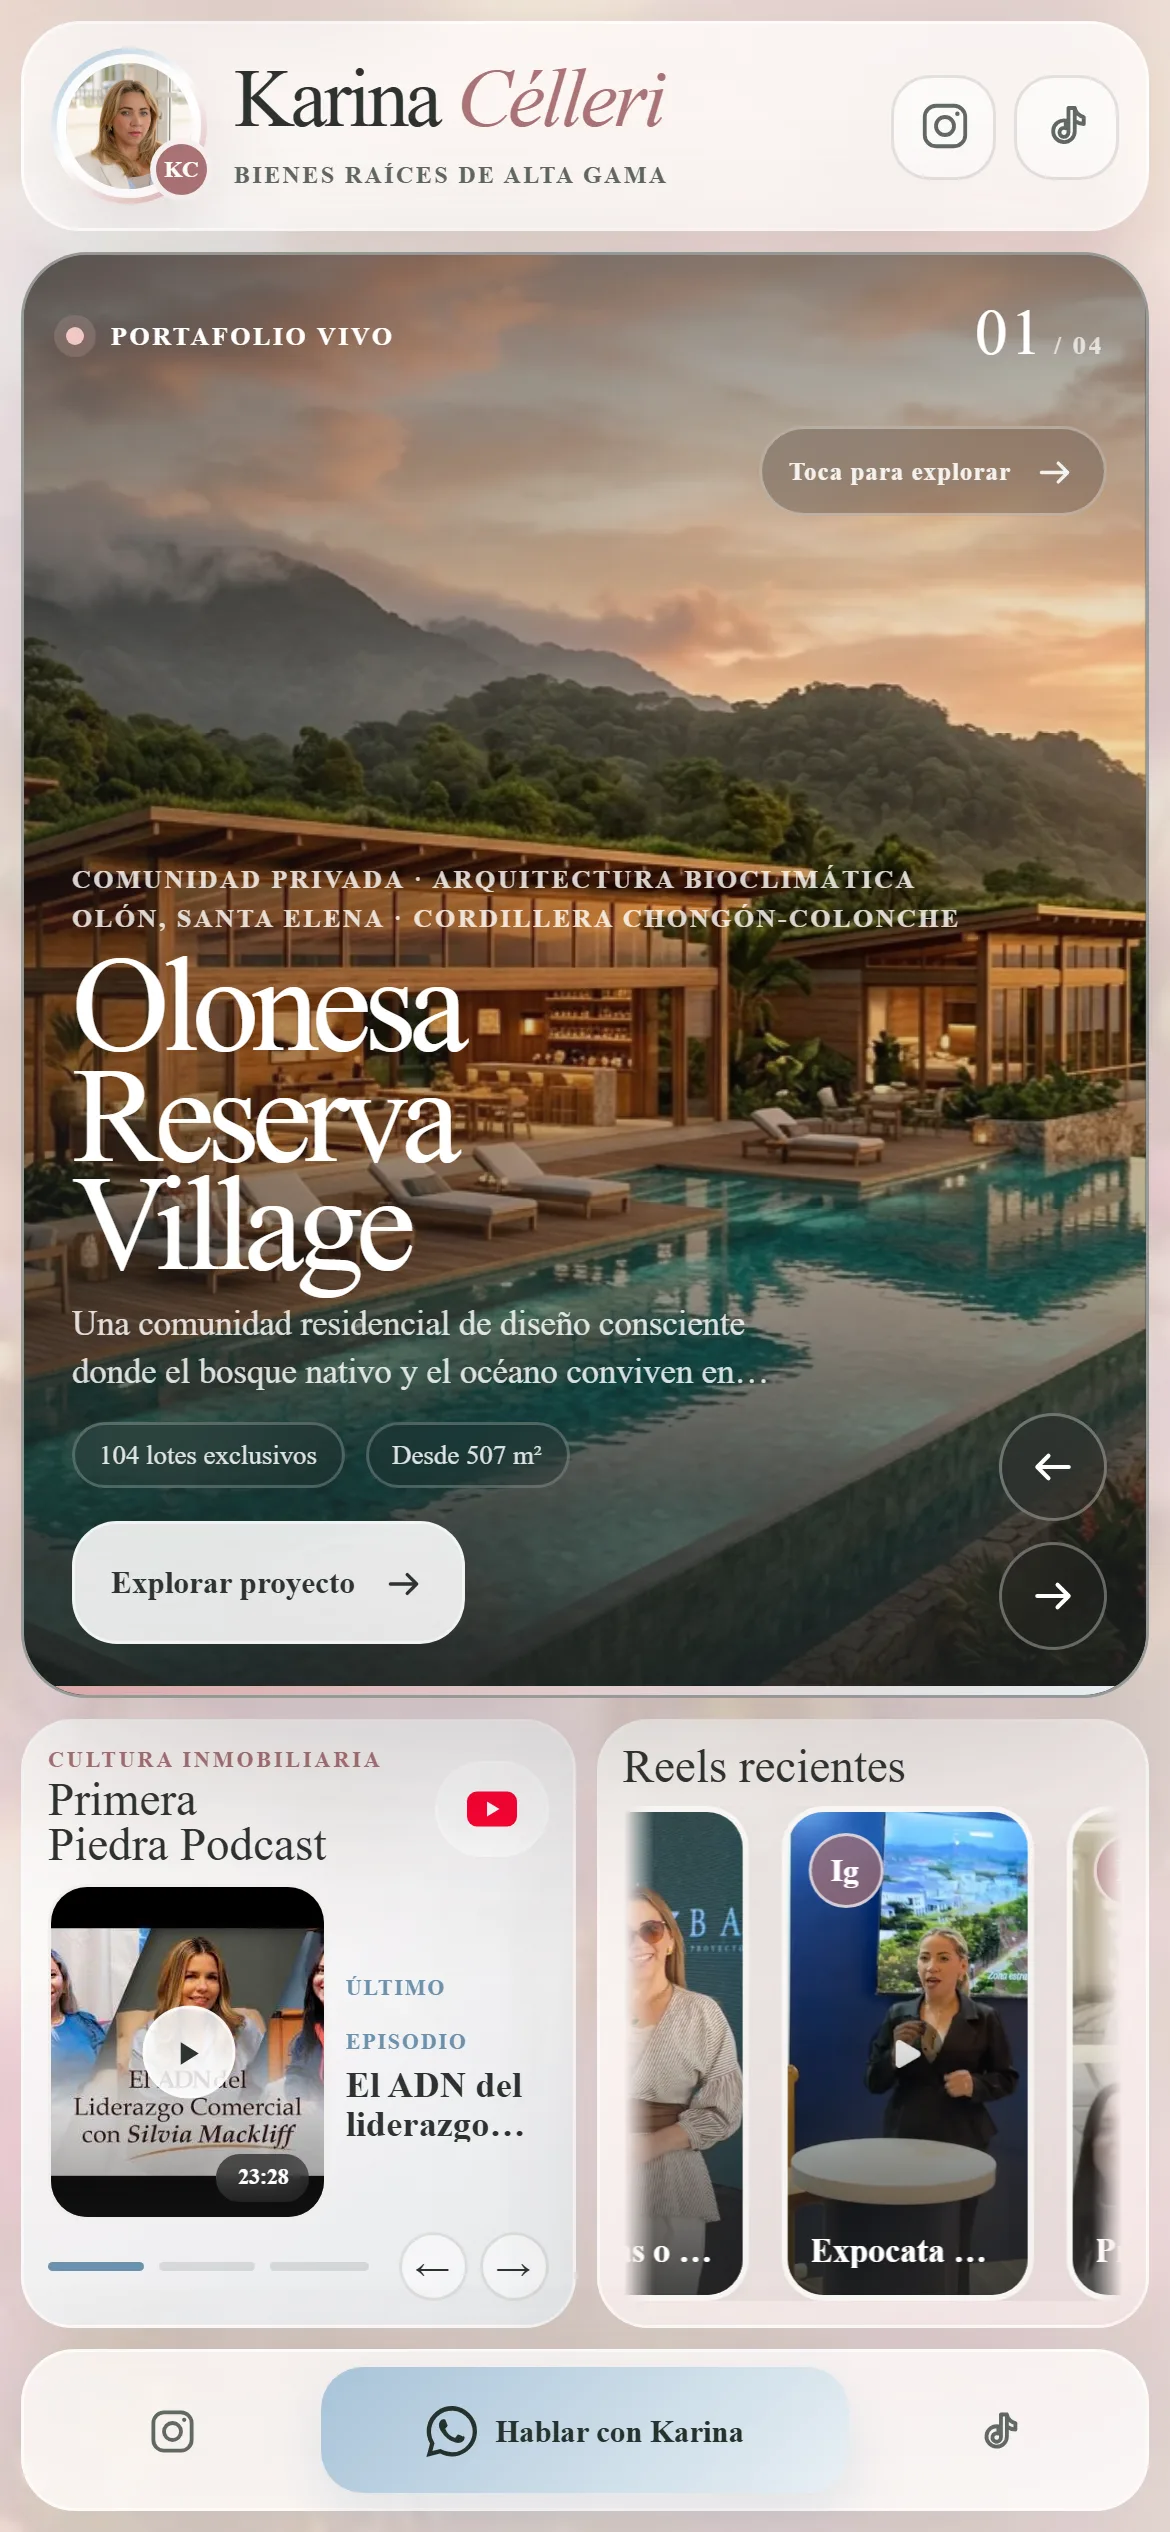 Karina Célleri
KC
BIENES RAÍCES DE ALTA GAMA
PORTAFOLIO VIVO
01 / 04
Toca para explorar →
COMUNIDAD PRIVADA · ARQUITECTURA BIOCLIMÁTICA
OLÓN, SANTA ELENA · CORDILLERA CHONGÓN-COLONCHE
Olonesa
Reserva
Village
Una comunidad residencial de diseño consciente
donde el bosque nativo y el océano conviven en…
104 lotes exclusivos
Desde 507 m²
←
Explorar proyecto →
→
CULTURA INMOBILIARIA
Primera
Piedra Podcast
El ADN del
Liderazgo Comercial
con Silvia Mackliff
23:28
ÚLTIMO
EPISODIO
El ADN del
liderazgo…
← →
Reels recientes
BA
s o …
Ig
Expocata …
P
Hablar con Karina